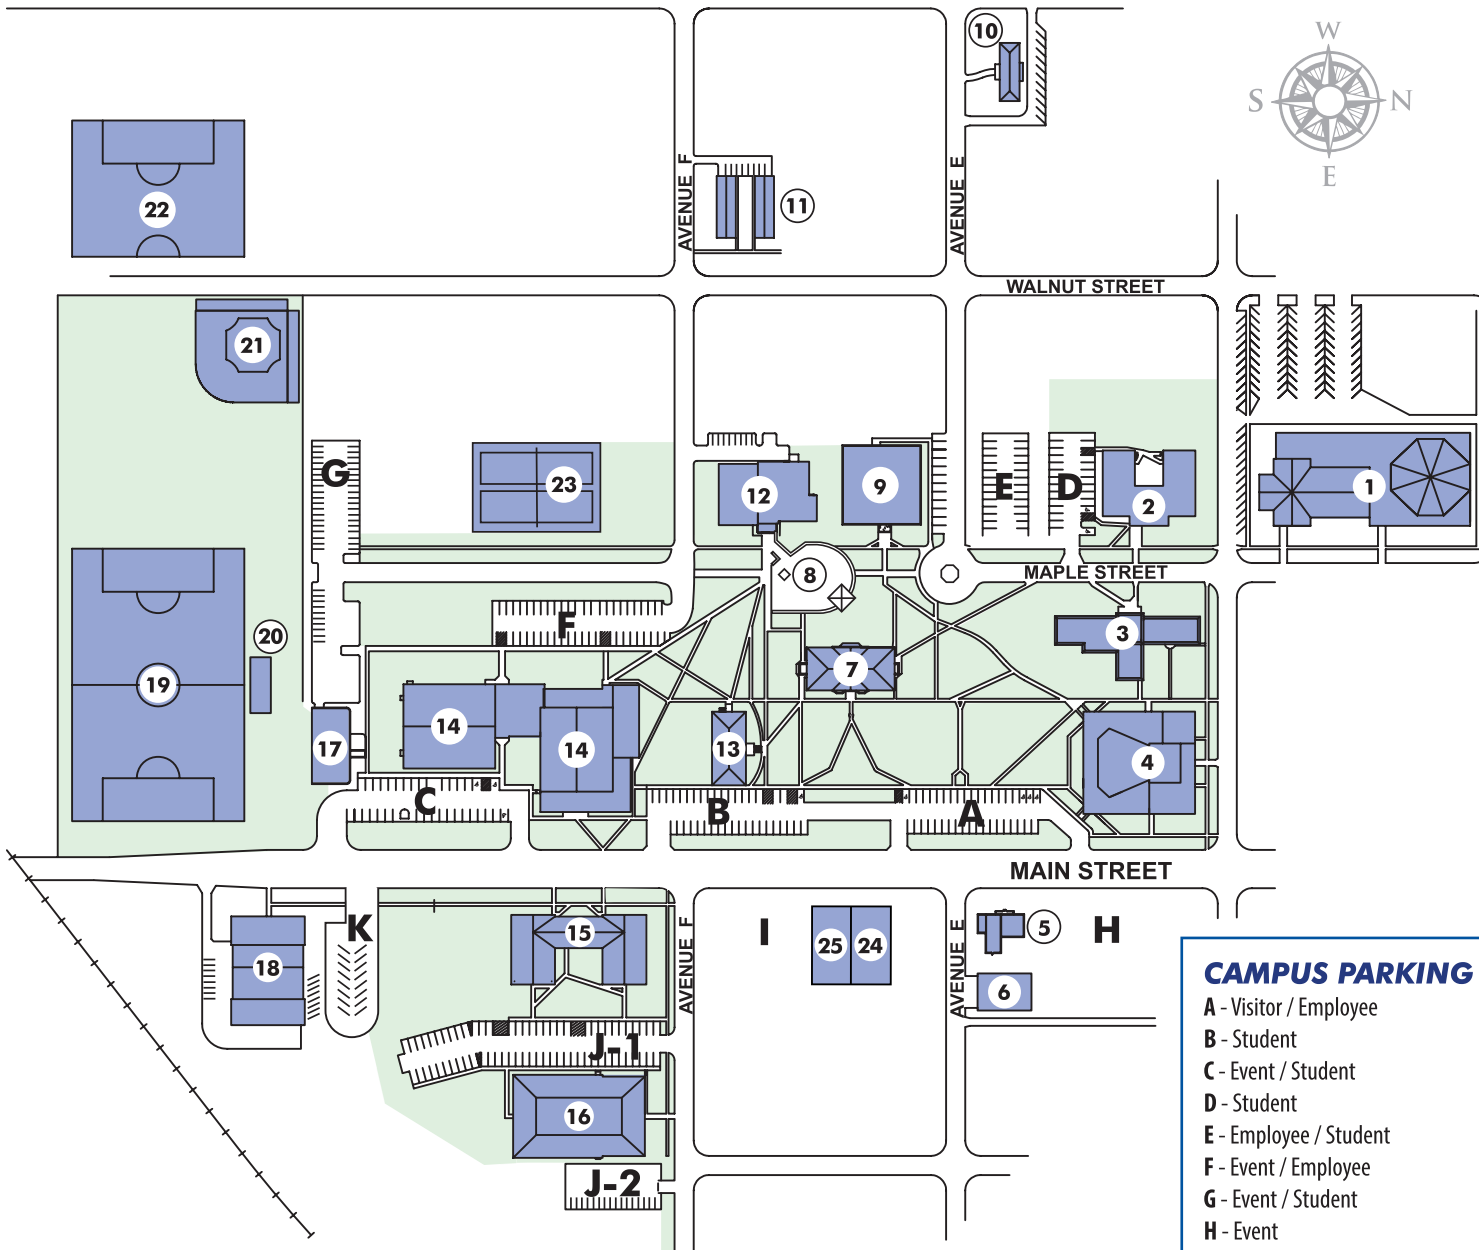 10
W
S
N
E
AVENUE F
AVENUE E
22
11
WALNUT STREET
21
G
23
12
9
E
D
2
1
8
MAPLE STREET
F
3
20
7
19
14
17
14
13
4
C
B
A
MAIN STREET
K
15
AVENUE F
I
25
24
AVENUE E
5
H
18
6
J-1
16
J-2
CAMPUS PARKING
A - Visitor / Employee
B - Student
C - Event / Student
D - Student
E - Employee / Student
F - Event / Employee
G - Event / Student
H - Event